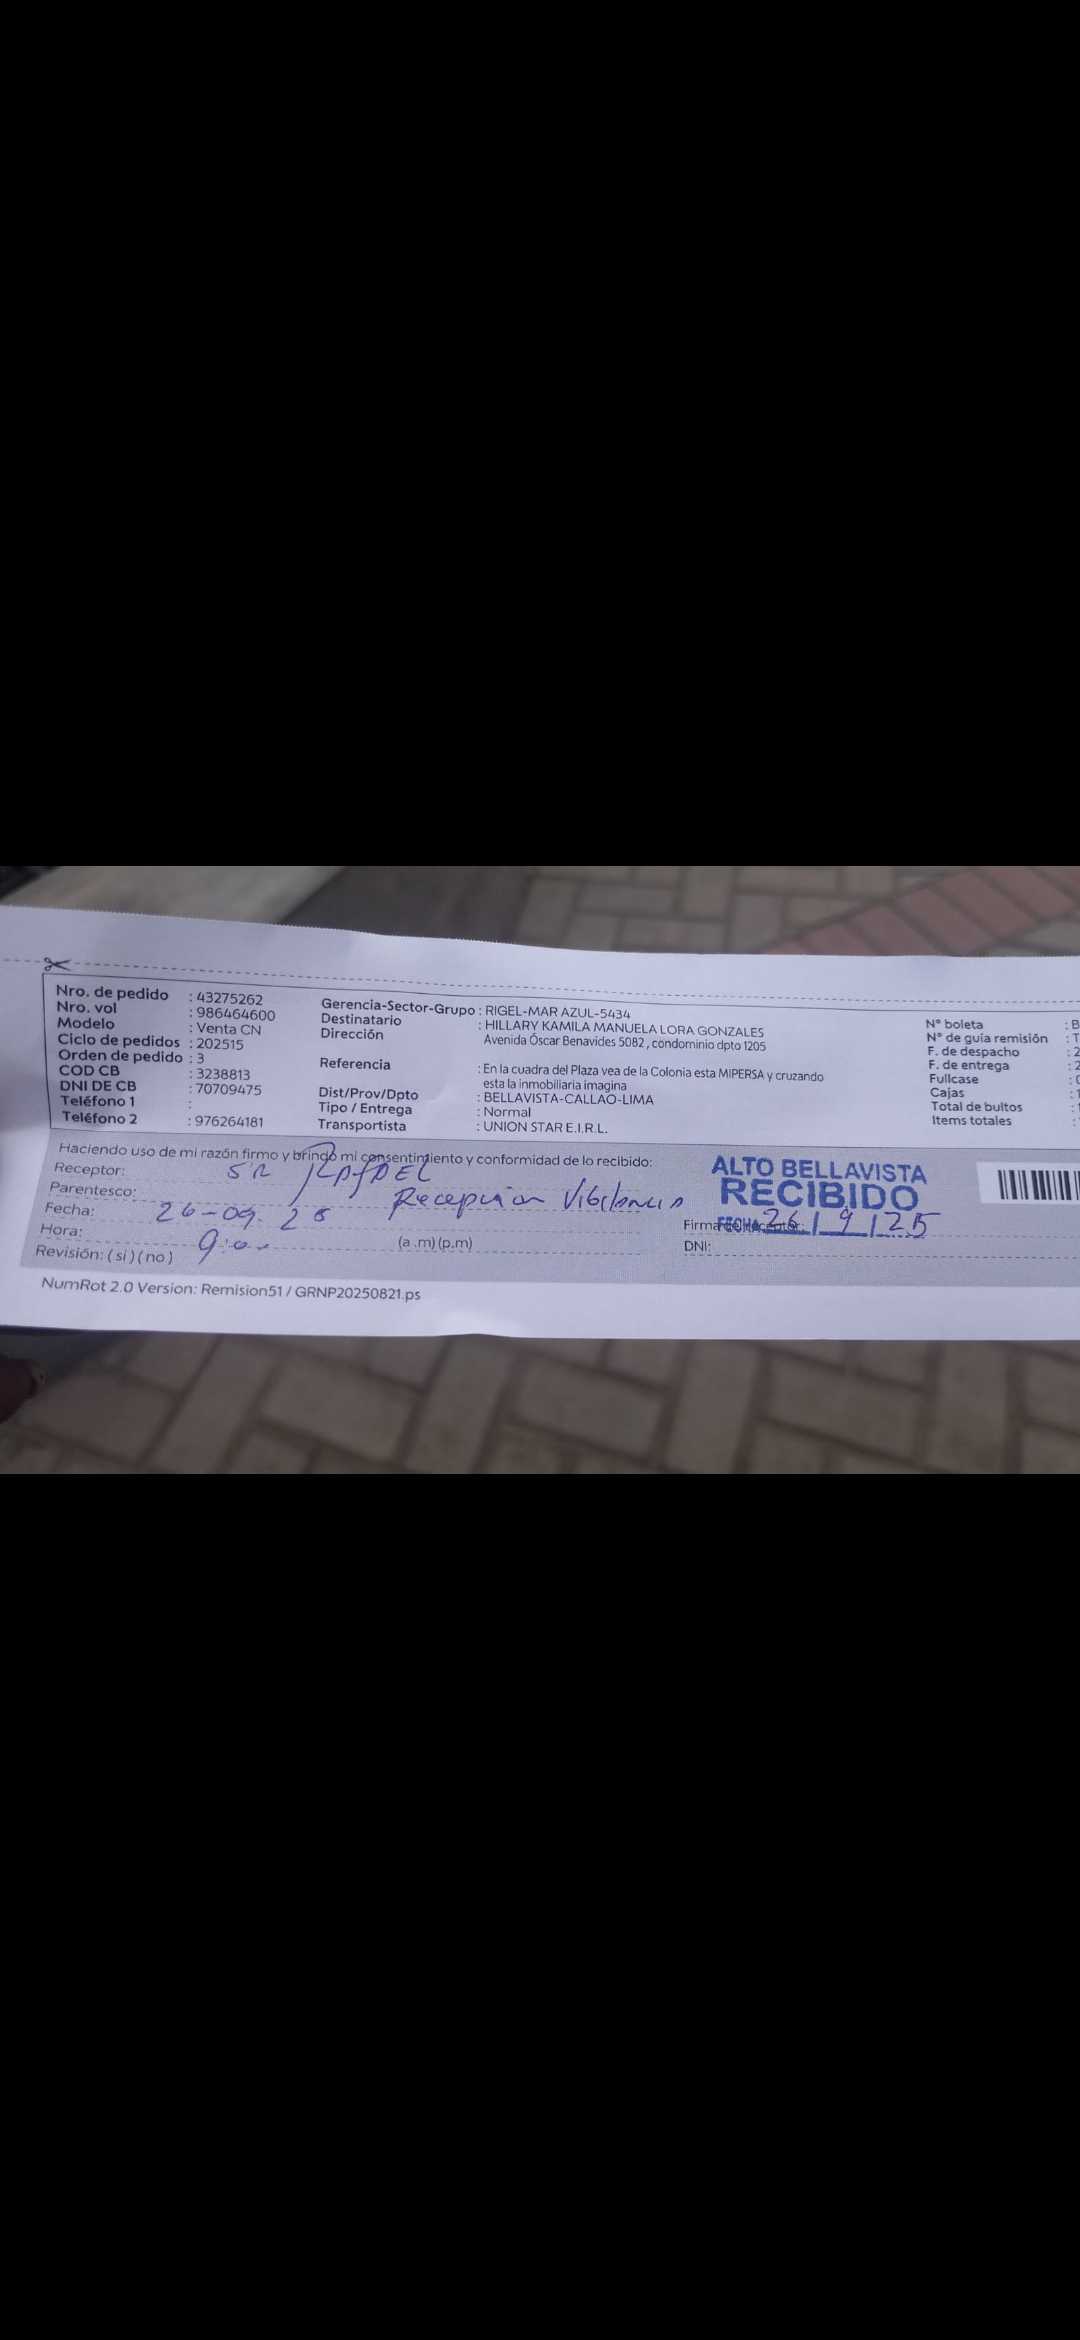 Nro. de pedido : 43275262
Nro. vol : 986464600
Modelo : Venta CN
Ciclo de pedidos : 202515
Orden de pedido : 3
COD CB : 3238813
DNI DE CB : 70709475
Teléfono 1 :
Teléfono 2 : 976264181
Gerencia-Sector-Grupo : RIGEL-MAR AZUL-5434
Destinatario : HILLARY KAMILA MANUELA LORA GONZALES
Dirección Avenida Óscar Benavides 5082 , condominio dpto 1205
Referencia : En la cuadra del Plaza vea de la Colonia esta MIPERSA y cruzando
esta la inmobiliaria imagina
Dist/Prov/Dpto : BELLAVISTA-CALLAO-LIMA
Tipo / Entrega : Normal
Transportista : UNION STAR E.I.R.L.
N° boleta : B
N° de guía remisión : T
F. de despacho : 2
F. de entrega : 2
Fullcase
Cajas
Total de bultos
Items totales
Haciendo uso de mi razón firmo y brindo mi consentimiento y conformidad de lo recibido:
Receptor: SR RAFAEL
Parentesco: Recepción Vigilancia
Fecha: 26-09-25
Hora: 9:00 (a.m)(p.m)
Revisión: ( si ) ( no )
ALTO BELLAVISTA
RECIBIDO
FECHA 26/9/25
Firma del receptor:
DNI:
NumRot 2.0 Version: Remision51 / GRNP20250821.ps